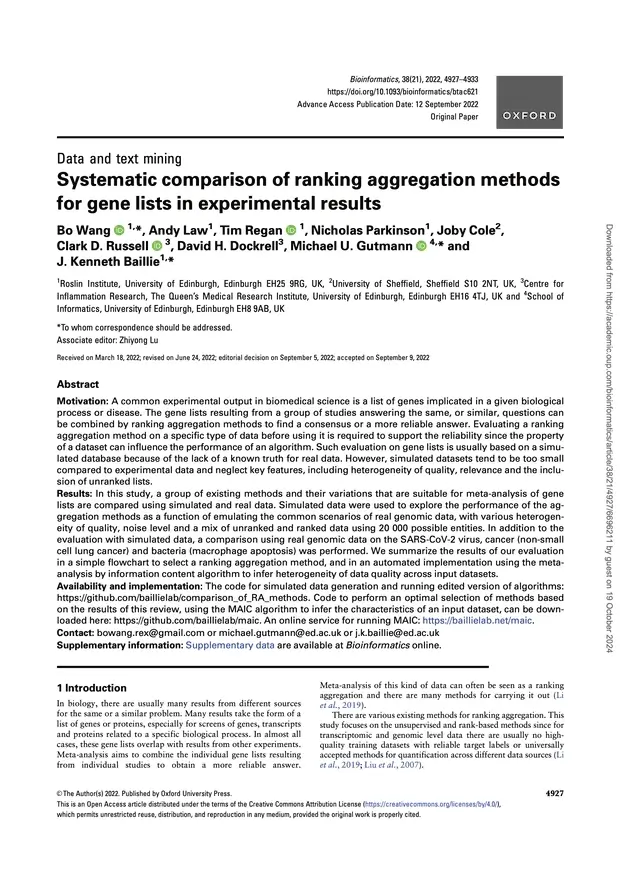 Bioinformatics, 38(21), 2022, 4927–4933
https://doi.org/10.1093/bioinformatics/btac621
Advance Access Publication Date: 12 September 2022
Original Paper
OXFORD
Data and text mining
Systematic comparison of ranking aggregation methods
for gene lists in experimental results
Bo Wang 1,*, Andy Law1, Tim Regan 1, Nicholas Parkinson1, Joby Cole2,
Clark D. Russell 3, David H. Dockrell3, Michael U. Gutmann 4,* and
J. Kenneth Baillie1,*
1Roslin Institute, University of Edinburgh, Edinburgh EH25 9RG, UK, 2University of Sheffield, Sheffield S10 2NT, UK, 3Centre for
Inflammation Research, The Queen's Medical Research Institute, University of Edinburgh, Edinburgh EH16 4TJ, UK and 4School of
Informatics, University of Edinburgh, Edinburgh EH8 9AB, UK
*To whom correspondence should be addressed.
Associate editor: Zhiyong Lu
Received on March 18, 2022; revised on June 24, 2022; editorial decision on September 5, 2022; accepted on September 9, 2022
Abstract
Motivation: A common experimental output in biomedical science is a list of genes implicated in a given biological
process or disease. The gene lists resulting from a group of studies answering the same, or similar, questions can
be combined by ranking aggregation methods to find a consensus or a more reliable answer. Evaluating a ranking
aggregation method on a specific type of data before using it is required to support the reliability since the property
of a dataset can influence the performance of an algorithm. Such evaluation on gene lists is usually based on a simu-
lated database because of the lack of a known truth for real data. However, simulated datasets tend to be too small
compared to experimental data and neglect key features, including heterogeneity of quality, relevance and the inclu-
sion of unranked lists.
Results: In this study, a group of existing methods and their variations that are suitable for meta-analysis of gene
lists are compared using simulated and real data. Simulated data were used to explore the performance of the ag-
gregation methods as a function of emulating the common scenarios of real genomic data, with various heterogen-
eity of quality, noise level and a mix of unranked and ranked data using 20 000 possible entities. In addition to the
evaluation with simulated data, a comparison using real genomic data on the SARS-CoV-2 virus, cancer (non-small
cell lung cancer) and bacteria (macrophage apoptosis) was performed. We summarize the results of our evaluation
in a simple flowchart to select a ranking aggregation method, and in an automated implementation using the meta-
analysis by information content algorithm to infer heterogeneity of data quality across input datasets.
Availability and implementation: The code for simulated data generation and running edited version of algorithms:
https://github.com/baillielab/comparison_of_RA_methods. Code to perform an optimal selection of methods based
on the results of this review, using the MAIC algorithm to infer the characteristics of an input dataset, can be down-
loaded here: https://github.com/baillielab/maic. An online service for running MAIC: https://baillielab.net/maic.
Contact: bowang.rex@gmail.com or michael.gutmann@ed.ac.uk or j.k.baillie@ed.ac.uk
Supplementary information: Supplementary data are available at Bioinformatics online.
1 Introduction
In biology, there are usually many results from different sources
for the same or a similar problem. Many results take the form of a
list of genes or proteins, especially for screens of genes, transcripts
and proteins related to a specific biological process. In almost all
cases, these gene lists overlap with results from other experiments.
Meta-analysis aims to combine the individual gene lists resulting
from individual studies to obtain a more reliable answer.
Meta-analysis of this kind of data can often be seen as a ranking
aggregation and there are many methods for carrying it out (Li
et al., 2019).
There are various existing methods for ranking aggregation. This
study focuses on the unsupervised and rank-based methods since for
transcriptomic and genomic level data there are usually no high-
quality training datasets with reliable target labels or universally
accepted methods for quantification across different data sources (Li
et al., 2019; Liu et al., 2007).
© The Author(s) 2022. Published by Oxford University Press.
4927
This is an Open Access article distributed under the terms of the Creative Commons Attribution License (https://creativecommons.org/licenses/by/4.0/),
which permits unrestricted reuse, distribution, and reproduction in any medium, provided the original work is properly cited.
Downloaded from https://academic.oup.com/bioinformatics/article/38/21/4927/6696211 by guest on 19 October 2024